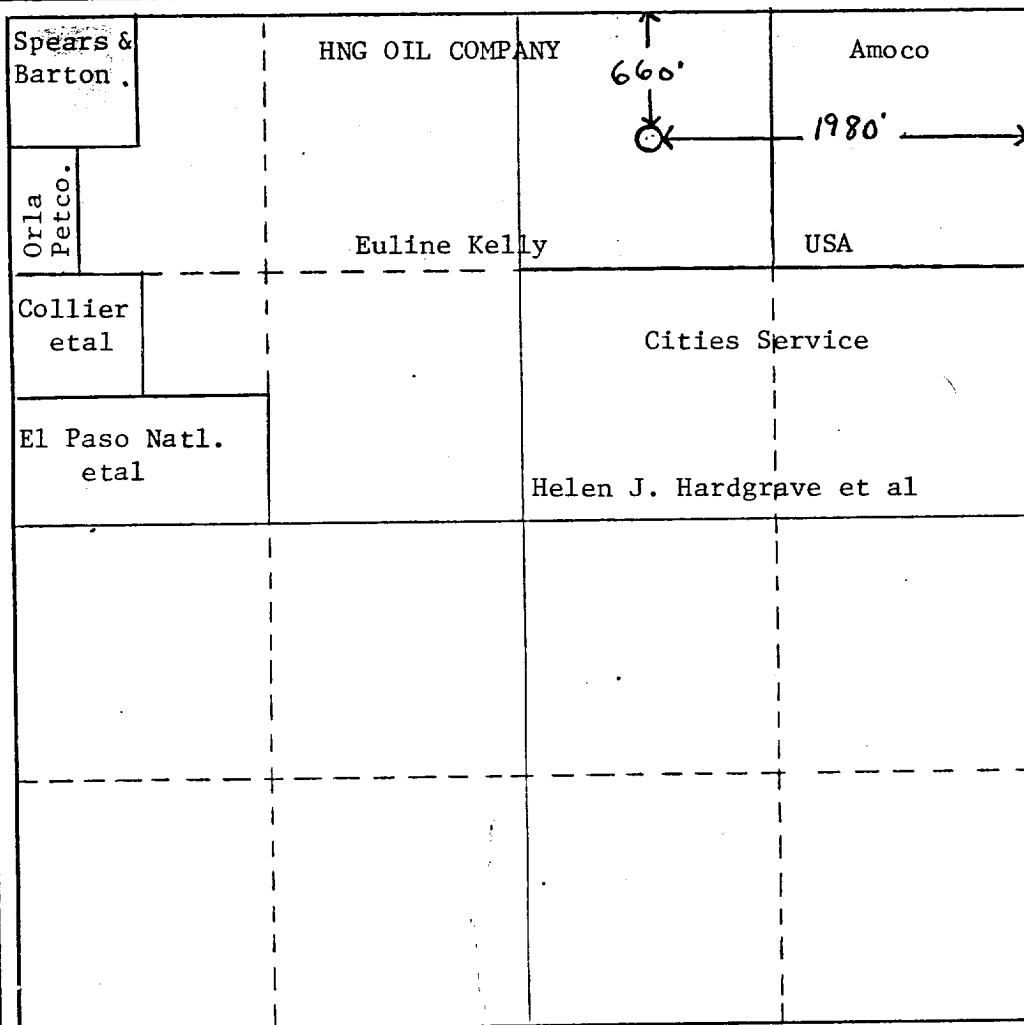 Spears &
Barton .
HNG OIL COMPANY
660'
Amoco
1980'
Orla
Petco.
Euline Kelly
USA
Collier
etal
Cities Service
El Paso Natl.
etal
Helen J. Hardgrave et al